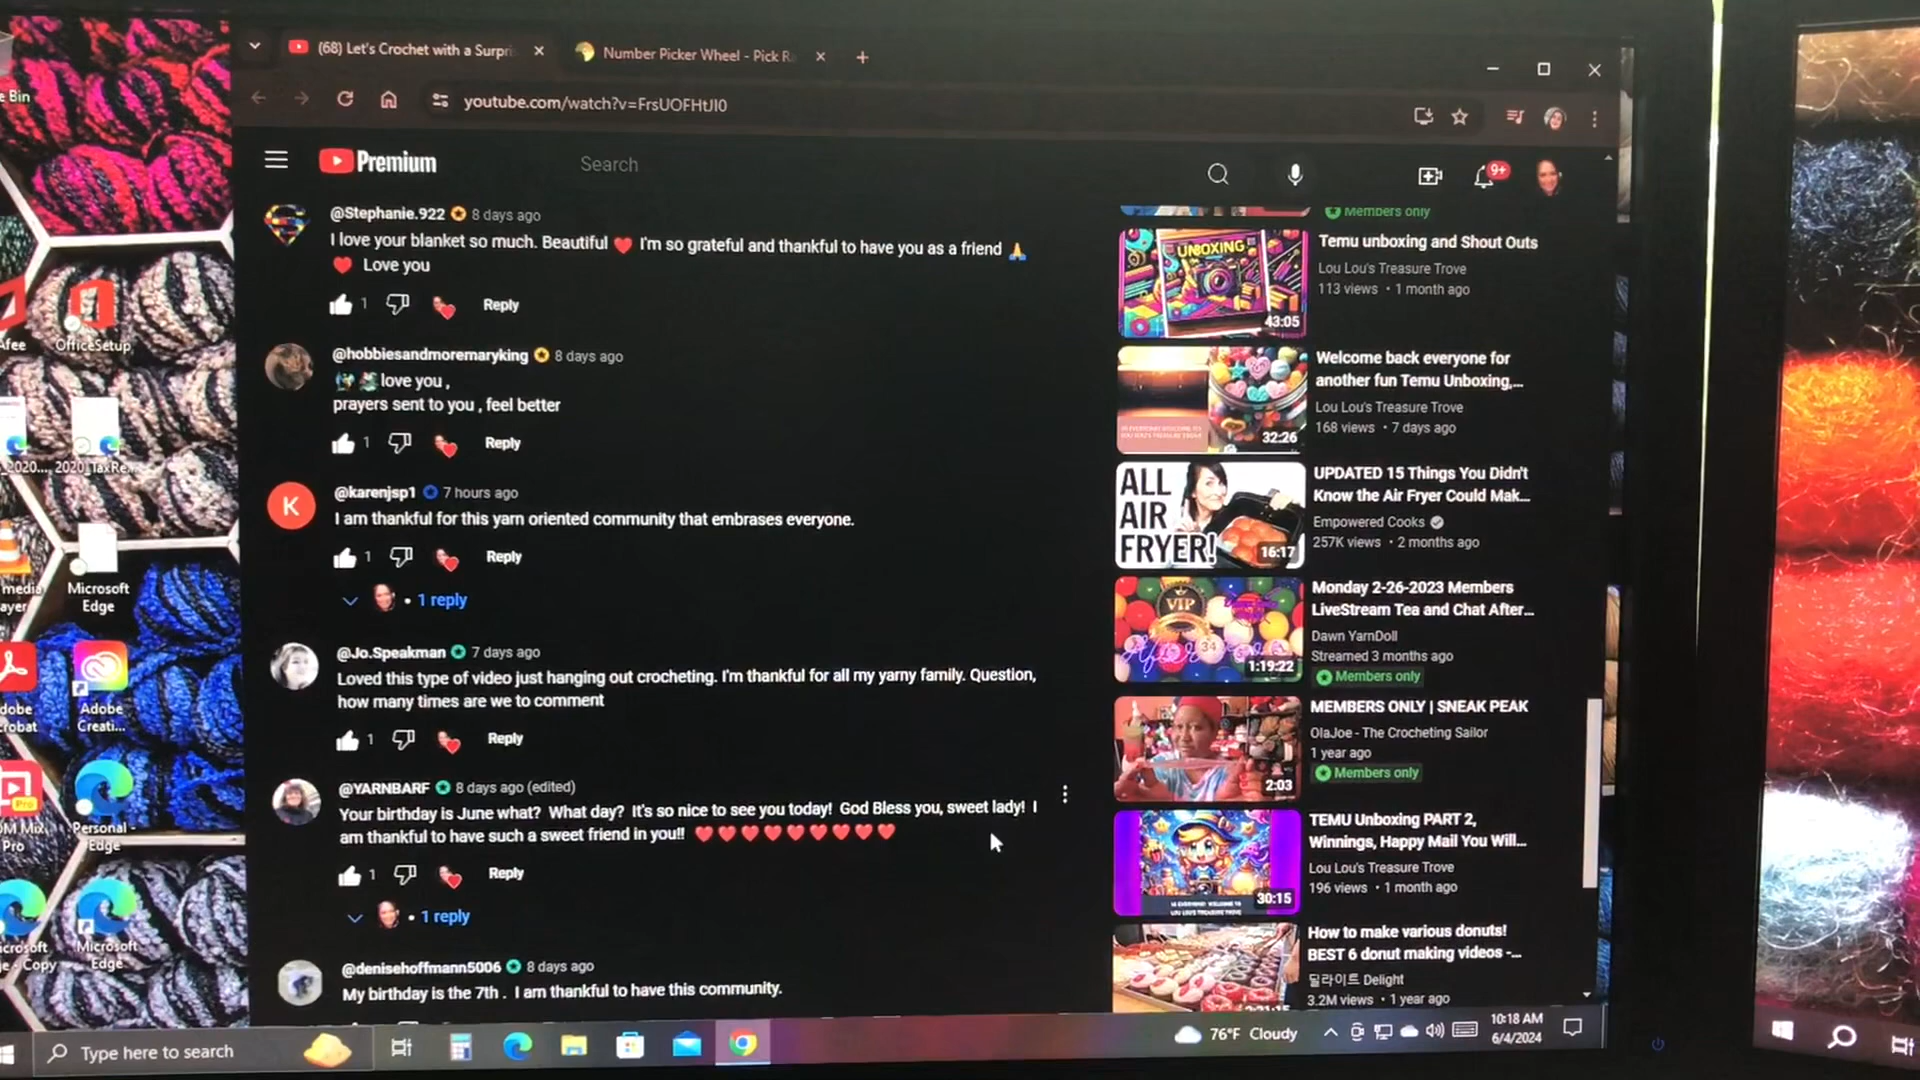 (68) Let's Crochet with a Surpri
Number Picker Wheel - Pick R
youtube.com/watch?v=FrsUOFHtJI0
Premium
Search
9+
@Stephanie.922 8 days ago
I love your blanket so much. Beautiful ❤️ I'm so grateful and thankful to have you as a friend 🙏
❤️ Love you
1 Reply
@hobbiesandmoremaryking 8 days ago
love you ,
prayers sent to you , feel better
1 Reply
@karenjsp1 7 hours ago
I am thankful for this yarn oriented community that embrases everyone.
1 Reply
• 1 reply
@Jo.Speakman 7 days ago
Loved this type of video just hanging out crocheting. I'm thankful for all my yarny family. Question,
how many times are we to comment
1 Reply
@YARNBARF 8 days ago (edited)
Your birthday is June what? What day? It's so nice to see you today! God Bless you, sweet lady! I
am thankful to have such a sweet friend in you!! ❤️❤️❤️❤️❤️❤️❤️❤️❤️
1 Reply
• 1 reply
@denisehoffmann5006 8 days ago
My birthday is the 7th . I am thankful to have this community.
Members only
UNBOXING
43:05
Temu unboxing and Shout Outs
Lou Lou's Treasure Trove
113 views • 1 month ago
32:26
Welcome back everyone for
another fun Temu Unboxing,...
Lou Lou's Treasure Trove
168 views • 7 days ago
ALL
AIR
FRYER!
16:17
UPDATED 15 Things You Didn't
Know the Air Fryer Could Mak...
Empowered Cooks
257K views • 2 months ago
VIP
34
1:19:22
Monday 2-26-2023 Members
LiveStream Tea and Chat After...
Dawn YarnDoll
Streamed 3 months ago
Members only
2:03
MEMBERS ONLY | SNEAK PEAK
OlaJoe - The Crocheting Sailor
1 year ago
Members only
30:15
TEMU Unboxing PART 2,
Winnings, Happy Mail You Will...
Lou Lou's Treasure Trove
196 views • 1 month ago
How to make various donuts!
BEST 6 donut making videos -...
딜라이트 Delight
3.2M views • 1 year ago
e Bin
Afee
OfficeSetup
_2020...
2020_TaxRe...
media
ayer
Microsoft
Edge
dobe
robat
Adobe
Creati...
Pro
OM Mix
Pro
Personal -
Edge
icrosoft
e - Copy
Microsoft
Edge
K
Type here to search
76°F Cloudy
10:18 AM
6/4/2024